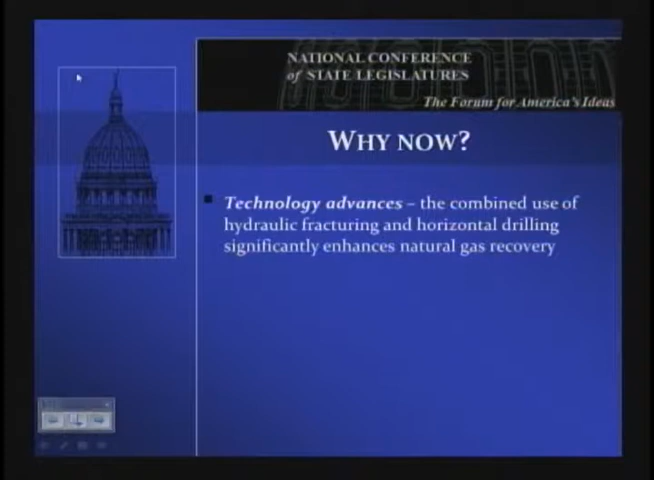 NATIONAL CONFERENCE
of STATE LEGISLATURES
The Forum for America's Ideas
WHY NOW?
Technology advances – the combined use of
hydraulic fracturing and horizontal drilling
significantly enhances natural gas recovery